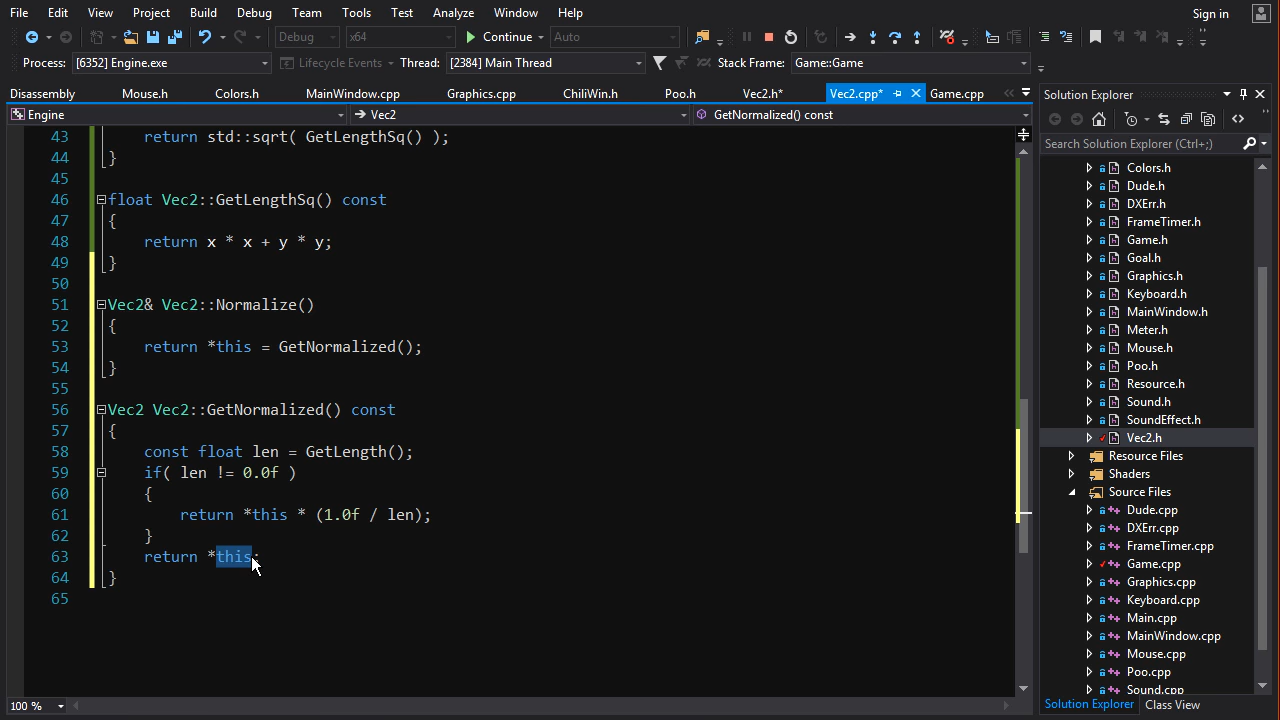 File Edit View Project Build Debug Team Tools Test Analyze Window Help Sign in
Debug x64 Continue Auto
Process: [6352] Engine.exe Lifecycle Events Thread: [2384] Main Thread Stack Frame: Game::Game
Disassembly Mouse.h Colors.h MainWindow.cpp Graphics.cpp ChiliWin.h Poo.h Vec2.h* Vec2.cpp* Game.cpp Solution Explorer
Engine Vec2 GetNormalized() const
Search Solution Explorer (Ctrl+;)
43 return std::sqrt( GetLengthSq() );
44 }
45
46 float Vec2::GetLengthSq() const
47 {
48 return x * x + y * y;
49 }
50
51 Vec2& Vec2::Normalize()
52 {
53 return *this = GetNormalized();
54 }
55
56 Vec2 Vec2::GetNormalized() const
57 {
58 const float len = GetLength();
59 if( len != 0.0f )
60 {
61 return *this * (1.0f / len);
62 }
63 return *this;
64 }
65
100 %
Colors.h
Dude.h
DXErr.h
FrameTimer.h
Game.h
Goal.h
Graphics.h
Keyboard.h
MainWindow.h
Meter.h
Mouse.h
Poo.h
Resource.h
Sound.h
SoundEffect.h
Vec2.h
Resource Files
Shaders
Source Files
Dude.cpp
DXErr.cpp
FrameTimer.cpp
Game.cpp
Graphics.cpp
Keyboard.cpp
Main.cpp
MainWindow.cpp
Mouse.cpp
Poo.cpp
Sound.cpp
Solution Explorer Class View